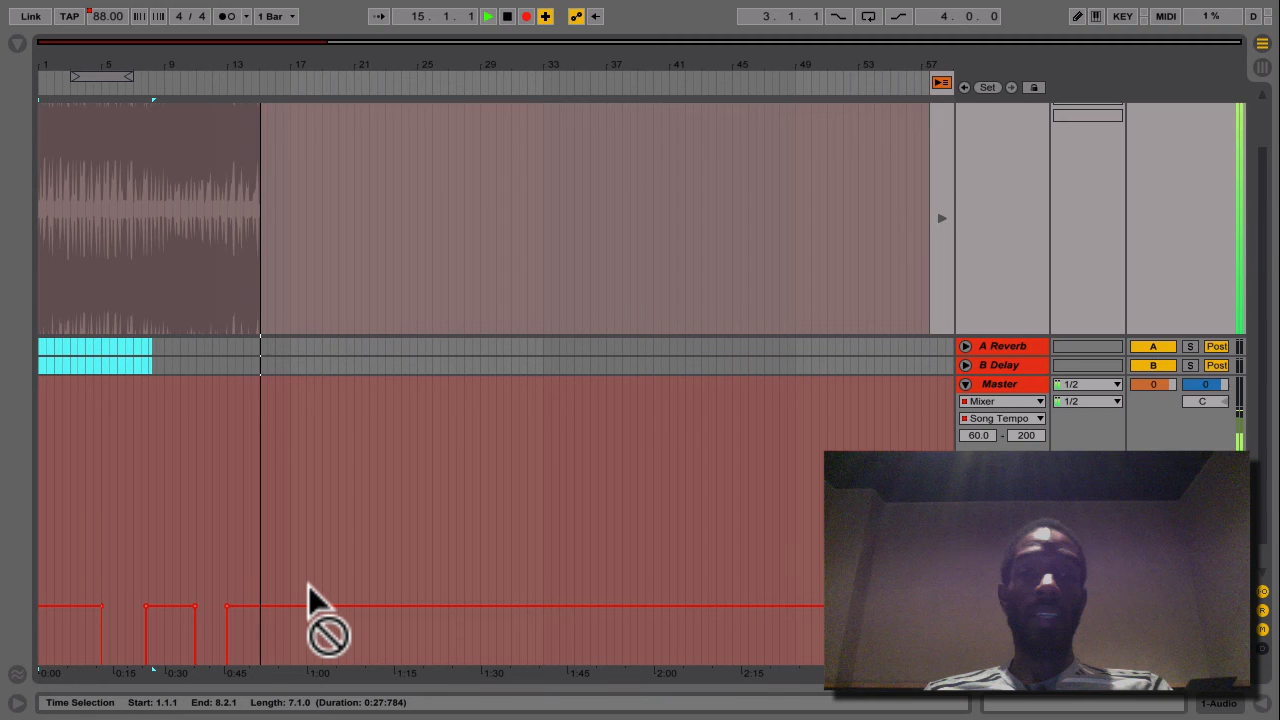 Link TAP 88.00 4 / 4 1 Bar 15 . 1 . 1 3 . 1 . 1 4 . 0 . 0 KEY MIDI 1 % D
1 5 9 13 17 21 25 29 33 37 41 45 49 53 57
Set
A Reverb A S Post
B Delay B S Post
Master 1/2 0 0
Mixer 1/2 C
Song Tempo
60.0 - 200
R
M
D
0:00 0:15 0:30 0:45 1:00 1:15 1:30 1:45 2:00 2:15
Time Selection Start: 1.1.1 End: 8.2.1 Length: 7.1.0 (Duration: 0:27:784) 1-Audio